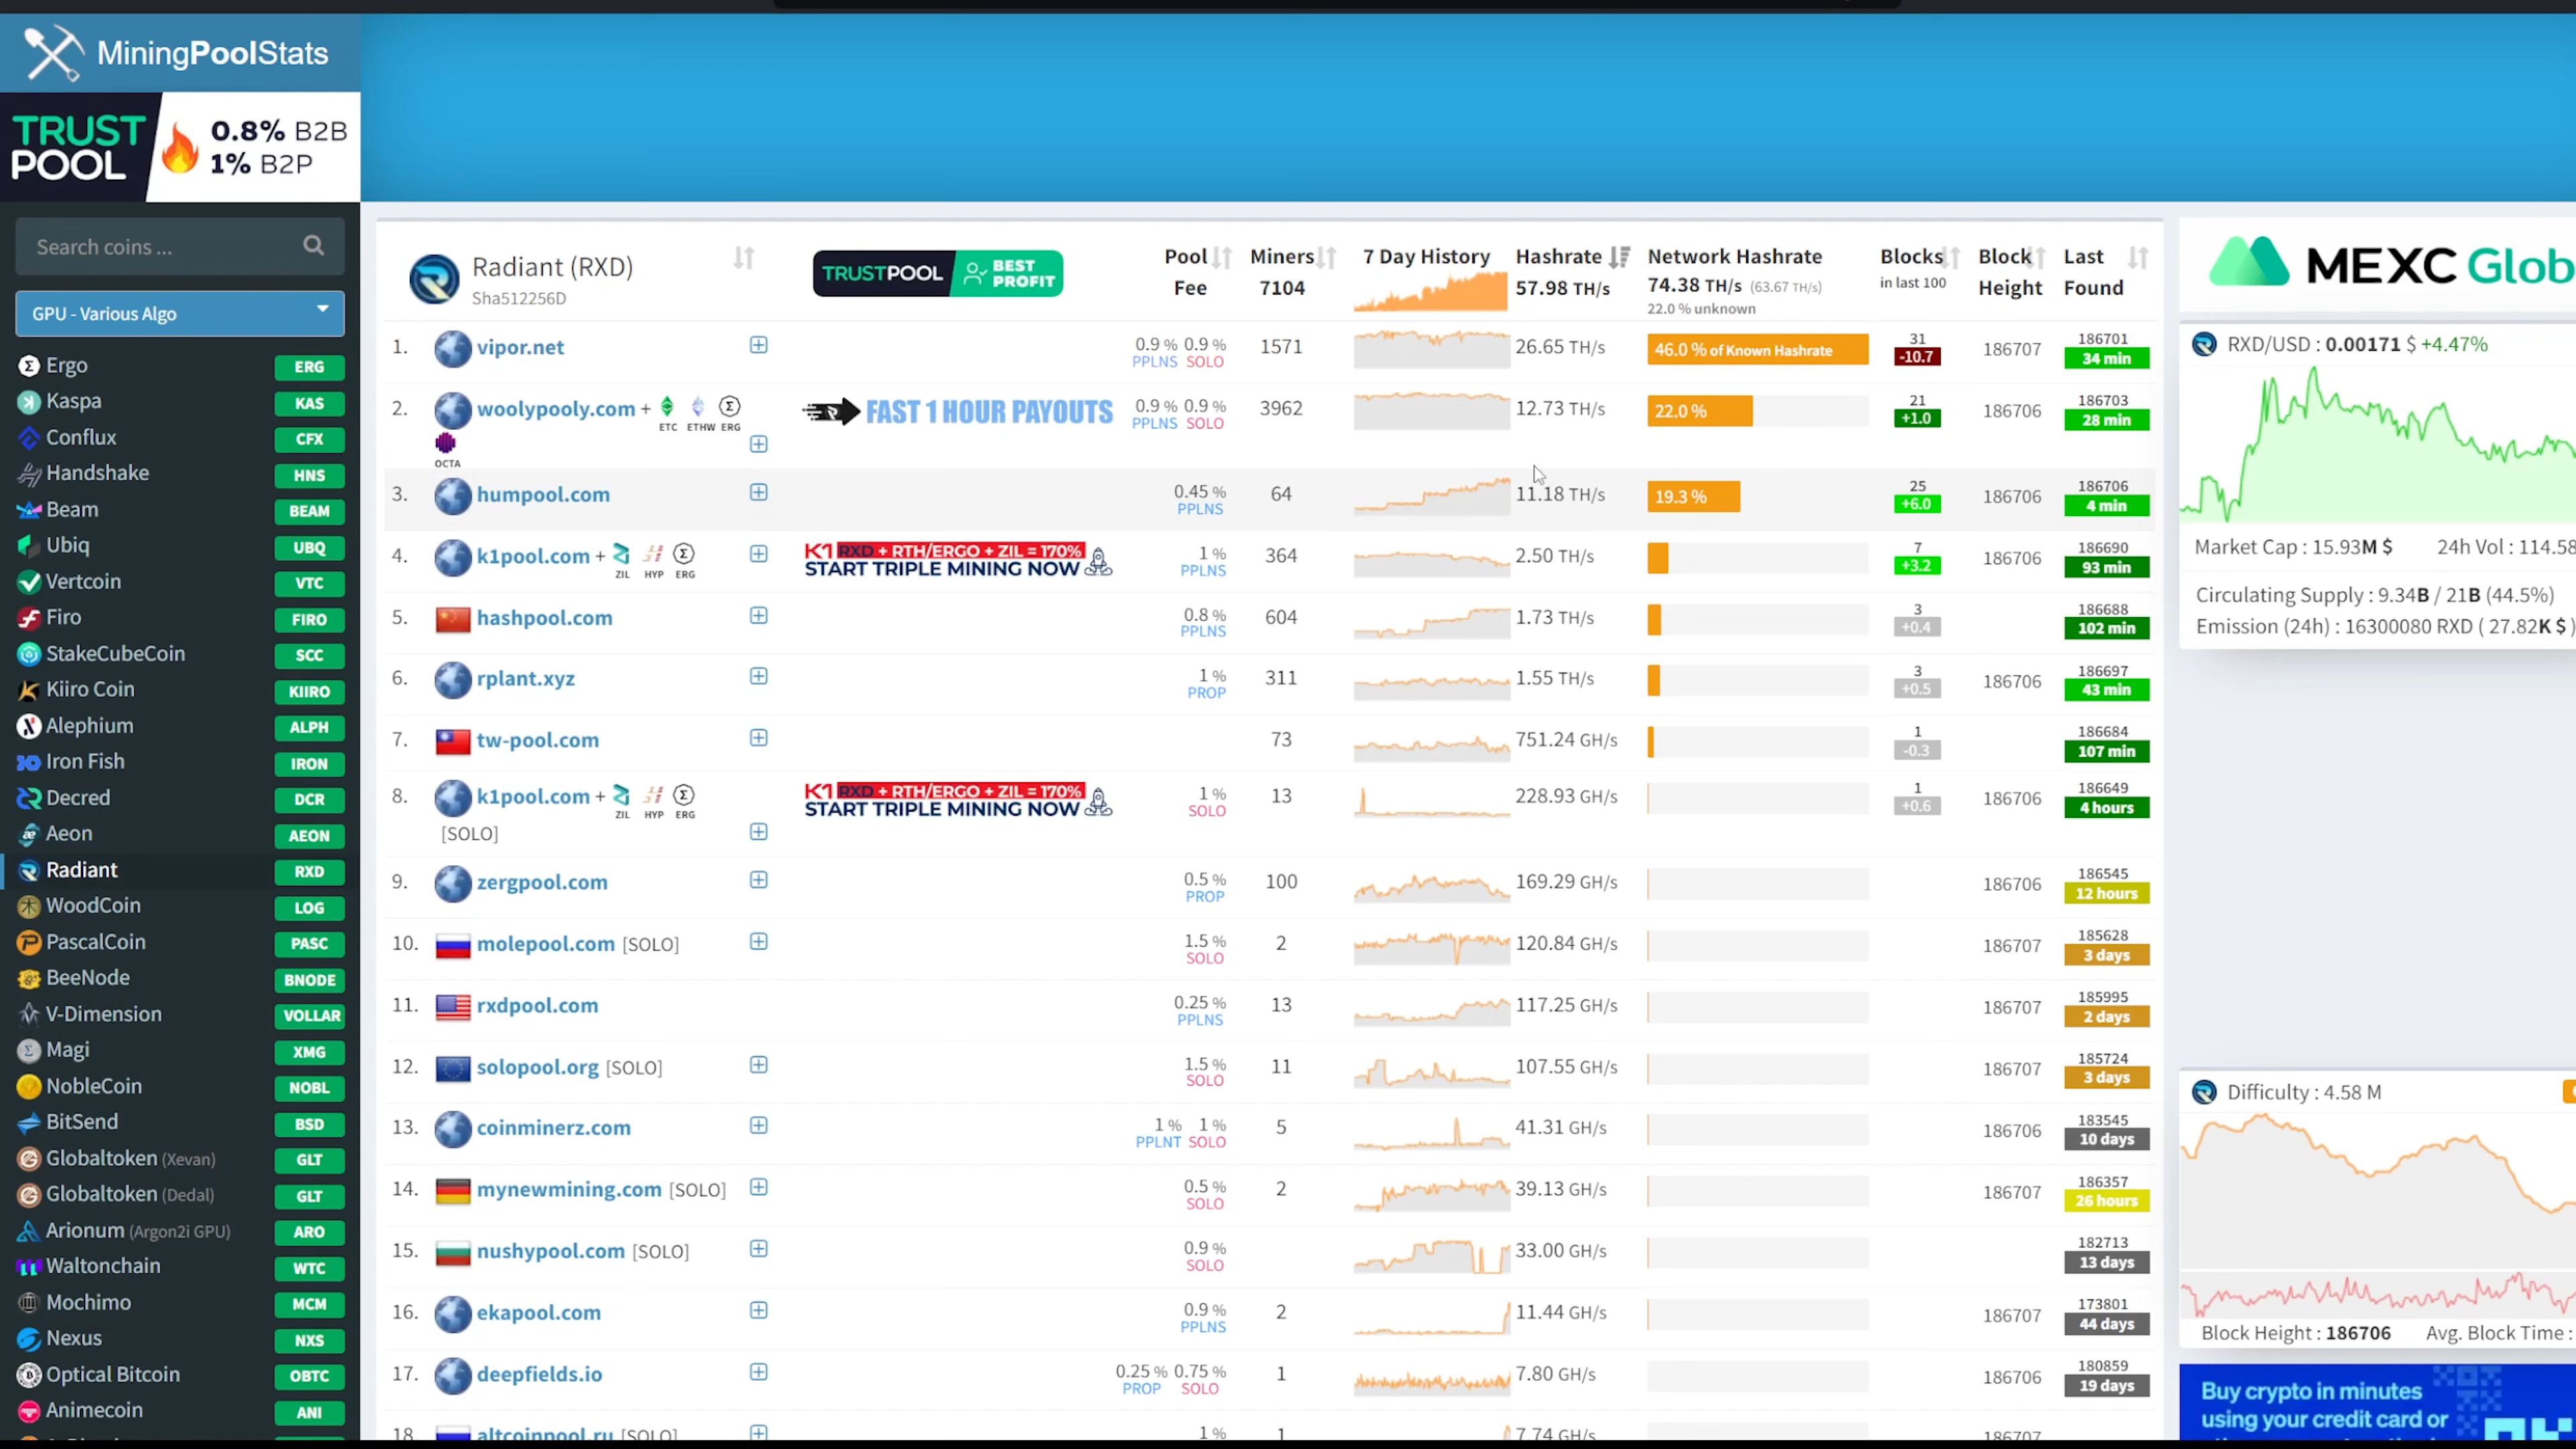 MiningPoolStats
TRUST
POOL
0.8% B2B
1% B2P
Search coins ...
GPU - Various Algo
Ergo ERG
Kaspa KAS
Conflux CFX
Handshake HNS
Beam BEAM
Ubiq UBQ
Vertcoin VTC
Firo FIRO
StakeCubeCoin SCC
Kiiro Coin KIIRO
Alephium ALPH
Iron Fish IRON
Decred DCR
Aeon AEON
Radiant RXD
WoodCoin LOG
PascalCoin PASC
BeeNode BNODE
V-Dimension VOLLAR
Magi XMG
NobleCoin NOBL
BitSend BSD
Globaltoken (Xevan) GLT
Globaltoken (Dedal) GLT
Arionum (Argon2i GPU) ARO
Waltonchain WTC
Mochimo MCM
Nexus NXS
Optical Bitcoin OBTC
Animecoin ANI
Radiant (RXD)
Sha512256D
TRUSTPOOL BEST PROFIT
Pool Fee
Miners 7104
7 Day History
Hashrate 57.98 TH/s
Network Hashrate
74.38 TH/s (63.67 TH/s)
22.0 % unknown
Blocks in last 100
Block Height
Last Found
1. vipor.net 0.9 % 0.9 % 1571 26.65 TH/s 46.0 % of Known Hashrate 31 186707 186701
PPLNS SOLO -10.7 34 min
2. woolypooly.com + ETC ETHW ERG FAST 1 HOUR PAYOUTS 0.9 % 0.9 % 3962 12.73 TH/s 22.0 % 21 186706 186703
OCTA PPLNS SOLO +1.0 28 min
3. humpool.com 0.45 % 64 11.18 TH/s 19.3 % 25 186706 186706
PPLNS +6.0 4 min
4. k1pool.com + ZIL HYP ERG K1 RXD + RTH/ERGO + ZIL = 170% 1 % 364 2.50 TH/s 7 186706 186690
START TRIPLE MINING NOW PPLNS +3.2 93 min
5. hashpool.com 0.8 % 604 1.73 TH/s 3 186688
PPLNS +0.4 102 min
6. rplant.xyz 1 % 311 1.55 TH/s 3 186706 186697
PROP +0.5 43 min
7. tw-pool.com 73 751.24 GH/s 1 186684
-0.3 107 min
8. k1pool.com + ZIL HYP ERG K1 RXD + RTH/ERGO + ZIL = 170% 1 % 13 228.93 GH/s 1 186706 186649
[SOLO] START TRIPLE MINING NOW SOLO +0.6 4 hours
9. zergpool.com 0.5 % 100 169.29 GH/s 186706 186545
PROP 12 hours
10. molepool.com [SOLO] 1.5 % 2 120.84 GH/s 186707 185628
SOLO 3 days
11. rxdpool.com 0.25 % 13 117.25 GH/s 186707 185995
PPLNS 2 days
12. solopool.org [SOLO] 1.5 % 11 107.55 GH/s 186707 185724
SOLO 3 days
13. coinminerz.com 1 % 1 % 5 41.31 GH/s 186706 183545
PPLNT SOLO 10 days
14. mynewmining.com [SOLO] 0.5 % 2 39.13 GH/s 186707 186357
SOLO 26 hours
15. nushypool.com [SOLO] 0.9 % 33.00 GH/s 182713
SOLO 13 days
16. ekapool.com 0.9 % 2 11.44 GH/s 186707 173801
PPLNS 44 days
17. deepfields.io 0.25 % 0.75 % 1 7.80 GH/s 186706 180859
PROP SOLO 19 days
18. altcoinpool.ru [SOLO] 1 % 1 7.74 GH/s 186707
MEXC Glob
RXD/USD : 0.00171 $ +4.47%
Market Cap : 15.93M $ 24h Vol : 114.58
Circulating Supply : 9.34B / 21B (44.5%)
Emission (24h) : 16300080 RXD ( 27.82K $ )
Difficulty : 4.58 M
Block Height : 186706 Avg. Block Time :
Buy crypto in minutes
using your credit card or